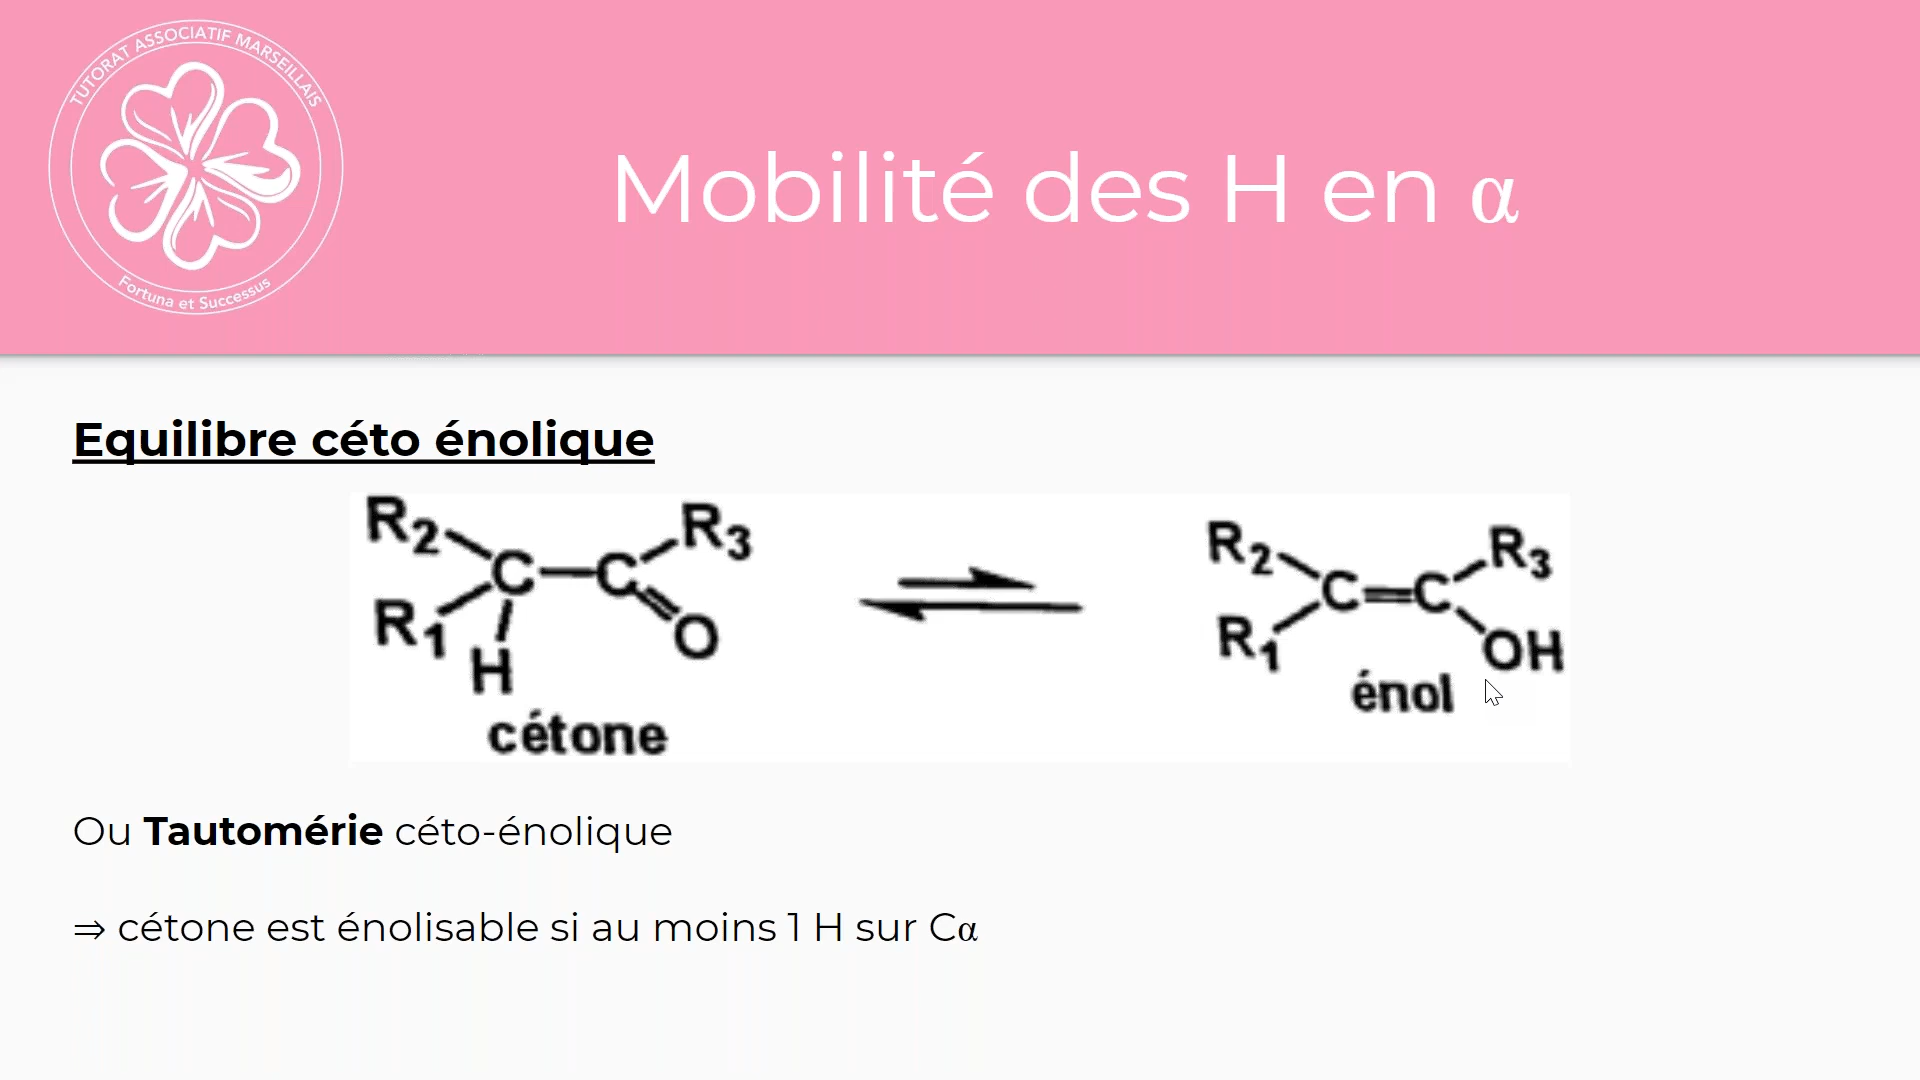 TUTORAT ASSOCIATIF MARSEILLAIS
Fortuna et Successus
Mobilité des H en α
Equilibre céto énolique
R2 C C R3
R1 H O
cétone
R2 C C R3
R1 OH
énol
Ou Tautomérie céto-énolique
⇒ cétone est énolisable si au moins 1 H sur Cα